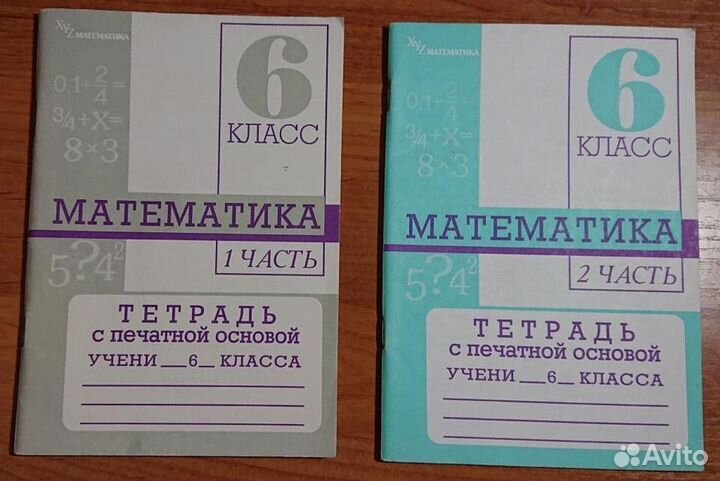 XYZ МАТЕМАТИКА
0.1+2/4=
3/4+X=
8×3
6
КЛАСС
МАТЕМАТИКА
1 ЧАСТЬ
5?4²
ТЕТРАДЬ
с печатной основой
УЧЕНИ __6_ КЛАССА
XYZ МАТЕМАТИКА
0.1+2/4=
3/4+X=
8×3
6
КЛАСС
МАТЕМАТИКА
2 ЧАСТЬ
5?4²
ТЕТРАДЬ
с печатной основой
УЧЕНИ __6_ КЛАССА
Avito